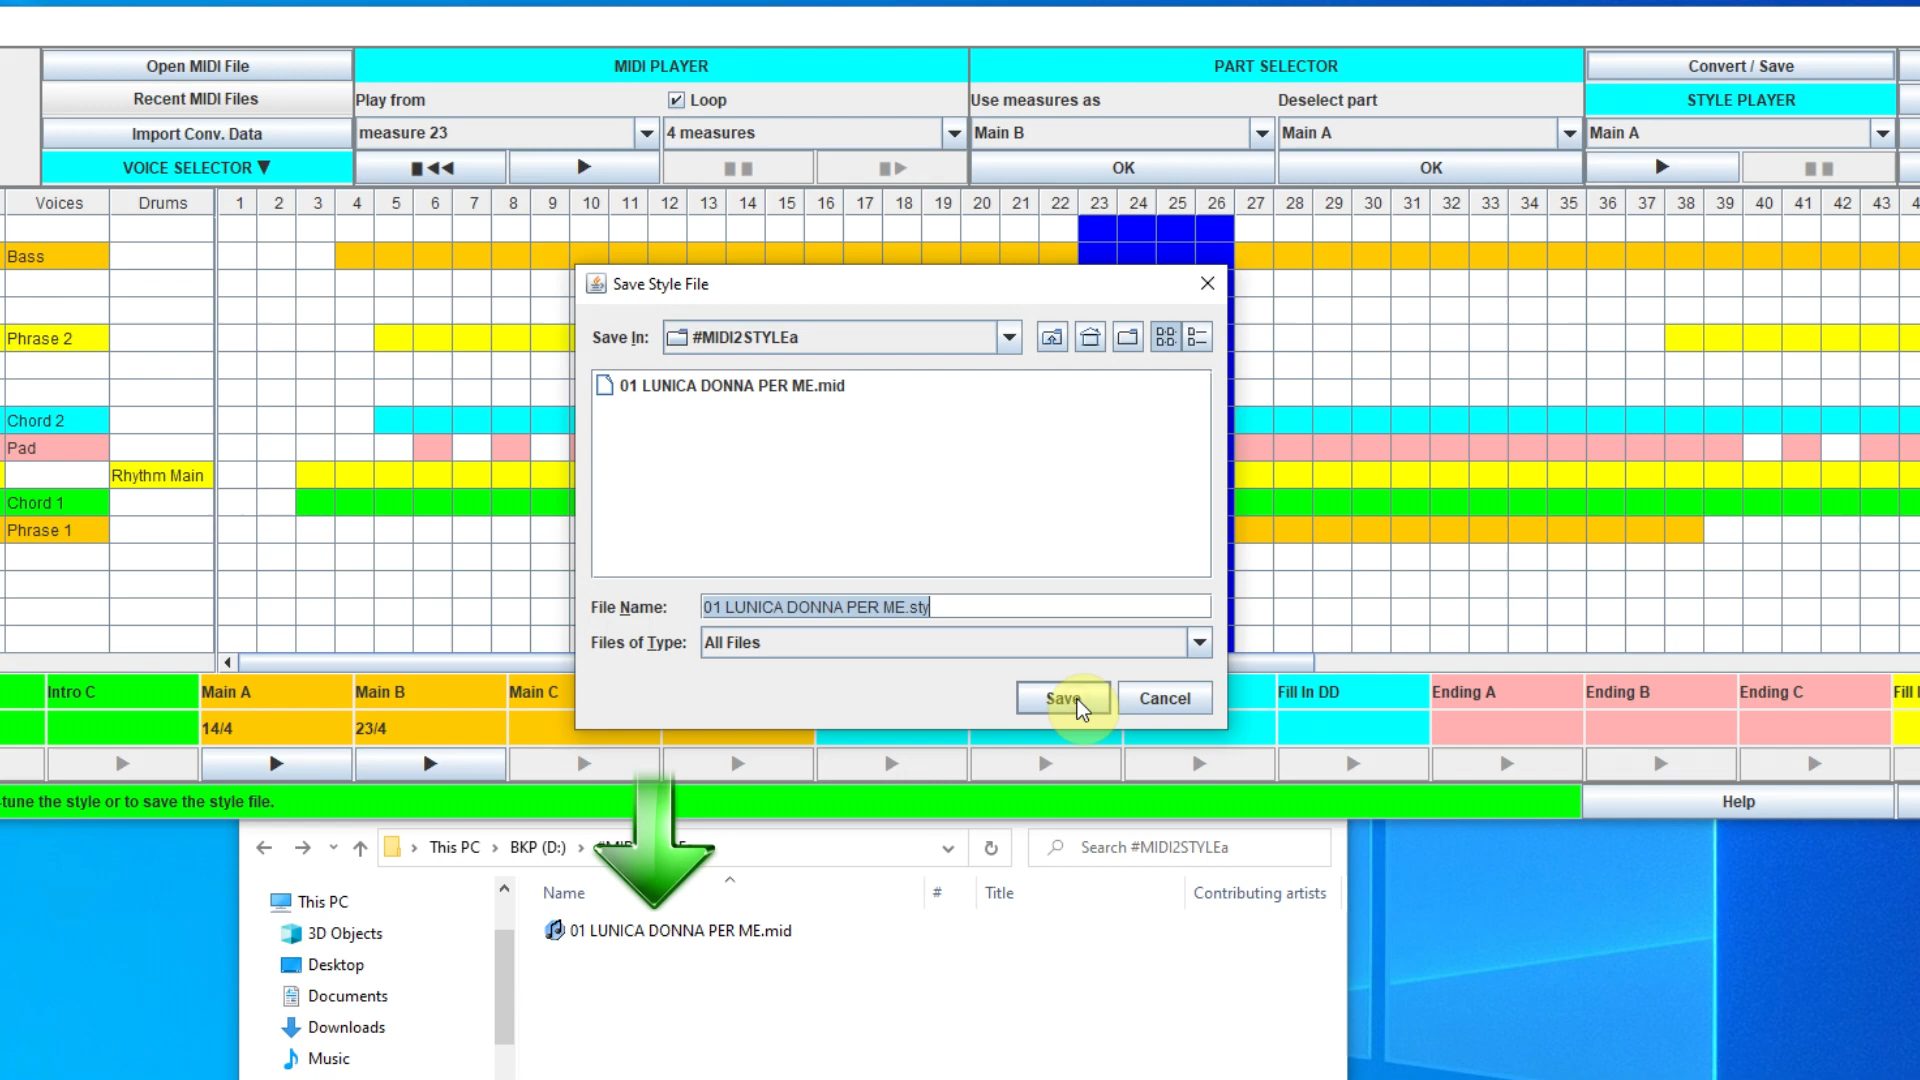 Open MIDI File MIDI PLAYER PART SELECTOR Convert / Save
Recent MIDI Files Play from Loop Use measures as Deselect part STYLE PLAYER
Import Conv. Data measure 23 4 measures Main B Main A Main A
VOICE SELECTOR ▼ OK OK
Voices Drums 1 2 3 4 5 6 7 8 9 10 11 12 13 14 15 16 17 18 19 20 21 22 23 24 25 26 27 28 29 30 31 32 33 34 35 36 37 38 39 40 41 42 43
Bass
Save Style File
Save In: #MIDI2STYLEa
Phrase 2
01 LUNICA DONNA PER ME.mid
Chord 2
Pad
Rhythm Main
Chord 1
Phrase 1
File Name: 01 LUNICA DONNA PER ME.sty
Files of Type: All Files
Save Cancel
Intro C Main A Main B Main C Fill In DD Ending A Ending B Ending C Fill
14/4 23/4
-tune the style or to save the style file. Help
This PC BKP (D:) Search #MIDI2STYLEa
Name # Title Contributing artists
This PC
01 LUNICA DONNA PER ME.mid
3D Objects
Desktop
Documents
Downloads
Music